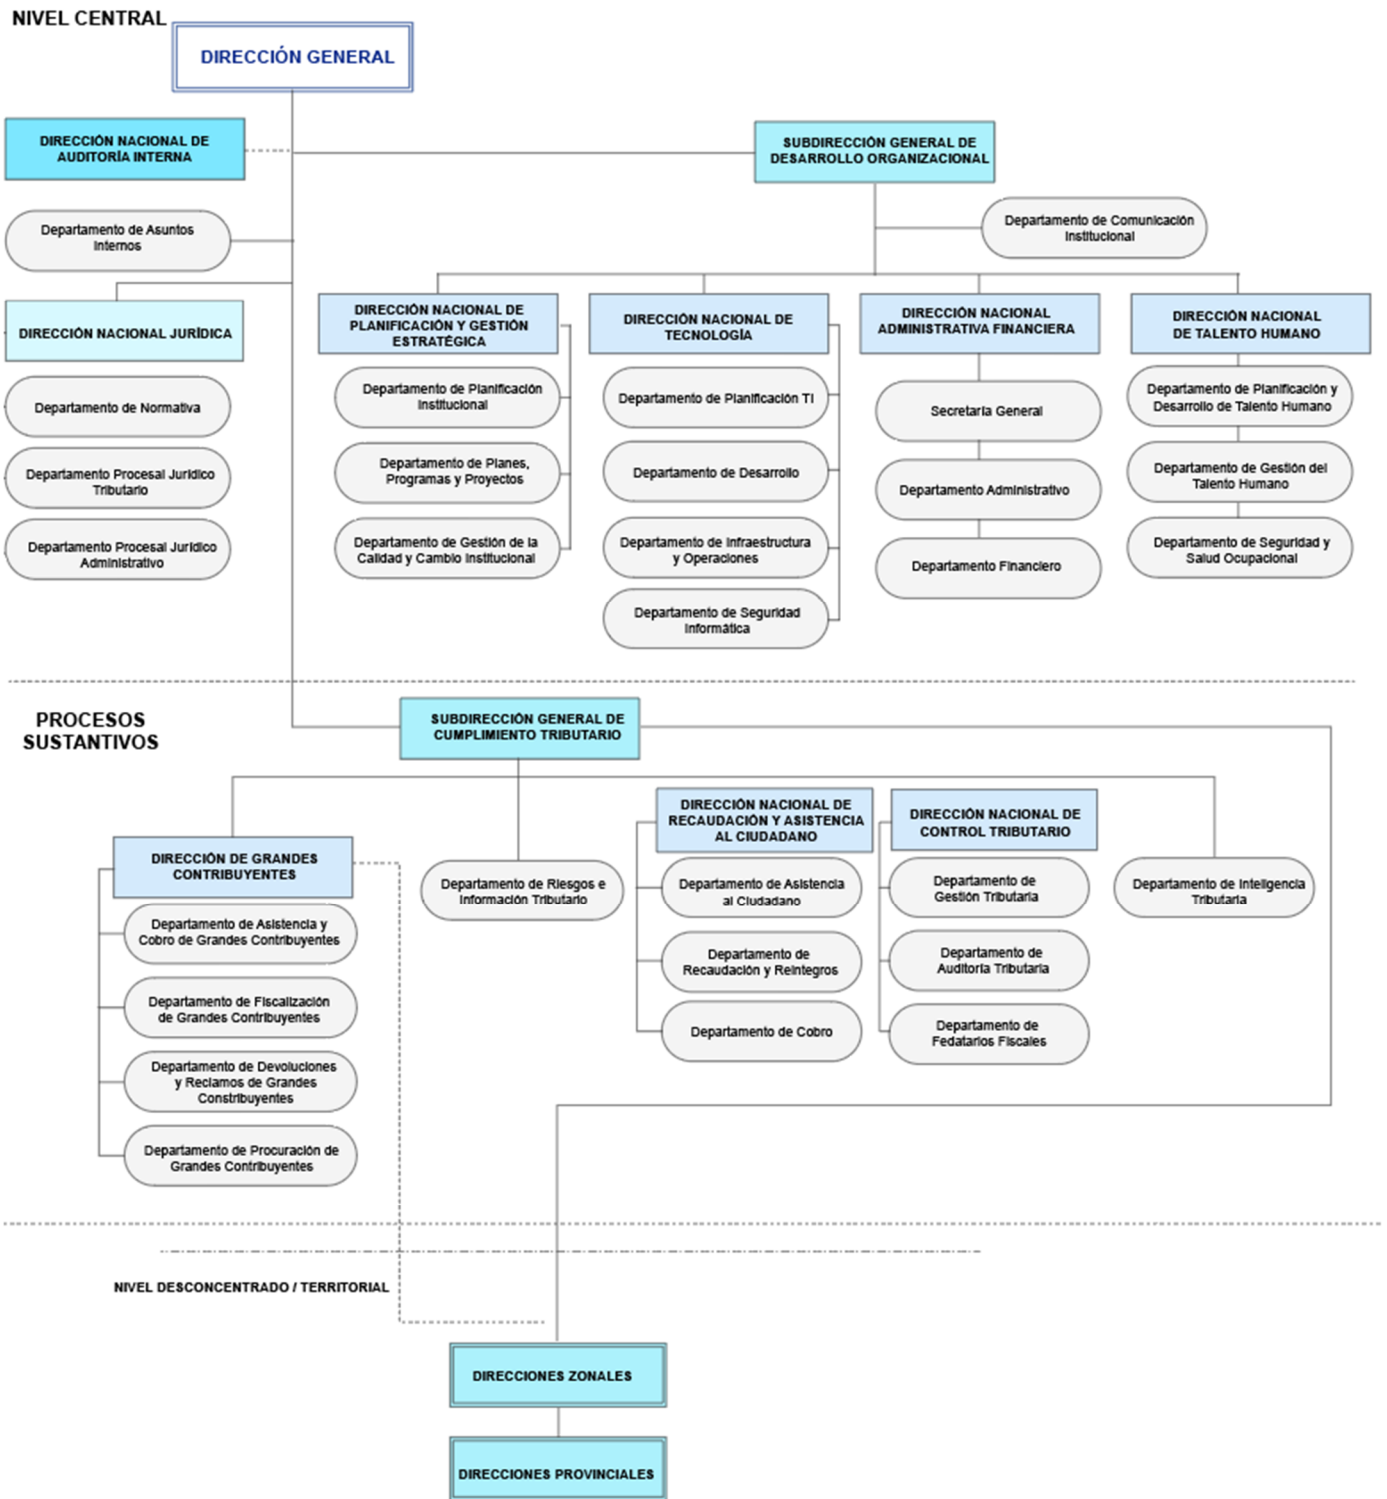 NIVEL CENTRAL
DIRECCIÓN GENERAL
DIRECCIÓN NACIONAL DE
AUDITORÍA INTERNA
SUBDIRECCIÓN GENERAL DE
DESARROLLO ORGANIZACIONAL
Departamento de Asuntos
Internos
Departamento de Comunicación
Institucional
DIRECCIÓN NACIONAL JURÍDICA
Departamento de Normativa
Departamento Procesal Jurídico
Tributario
Departamento Procesal Jurídico
Administrativo
DIRECCIÓN NACIONAL DE
PLANIFICACIÓN Y GESTIÓN
ESTRATÉGICA
Departamento de Planificación
Institucional
Departamento de Planes,
Programas y Proyectos
Departamento de Gestión de la
Calidad y Cambio Institucional
DIRECCIÓN NACIONAL DE
TECNOLOGÍA
Departamento de Planificación TI
Departamento de Desarrollo
Departamento de Infraestructura
y Operaciones
Departamento de Seguridad
Informática
DIRECCIÓN NACIONAL
ADMINISTRATIVA FINANCIERA
Secretaría General
Departamento Administrativo
Departamento Financiero
DIRECCIÓN NACIONAL
DE TALENTO HUMANO
Departamento de Planificación y
Desarrollo de Talento Humano
Departamento de Gestión del
Talento Humano
Departamento de Seguridad y
Salud Ocupacional
PROCESOS
SUSTANTIVOS
SUBDIRECCIÓN GENERAL DE
CUMPLIMIENTO TRIBUTARIO
DIRECCIÓN DE GRANDES
CONTRIBUYENTES
Departamento de Asistencia y
Cobro de Grandes Contribuyentes
Departamento de Fiscalización
de Grandes Contribuyentes
Departamento de Devoluciones
y Reclamos de Grandes
Constribuyentes
Departamento de Procuración de
Grandes Contribuyentes
Departamento de Riesgos e
Información Tributario
DIRECCIÓN NACIONAL DE
RECAUDACIÓN Y ASISTENCIA
AL CIUDADANO
Departamento de Asistencia
al Ciudadano
Departamento de
Recaudación y Reintegros
Departamento de Cobro
DIRECCIÓN NACIONAL DE
CONTROL TRIBUTARIO
Departamento de
Gestión Tributaria
Departamento de
Auditoría Tributaria
Departamento de
Fedatarios Fiscales
Departamento de Inteligencia
Tributaria
NIVEL DESCONCENTRADO / TERRITORIAL
DIRECCIONES ZONALES
DIRECCIONES PROVINCIALES